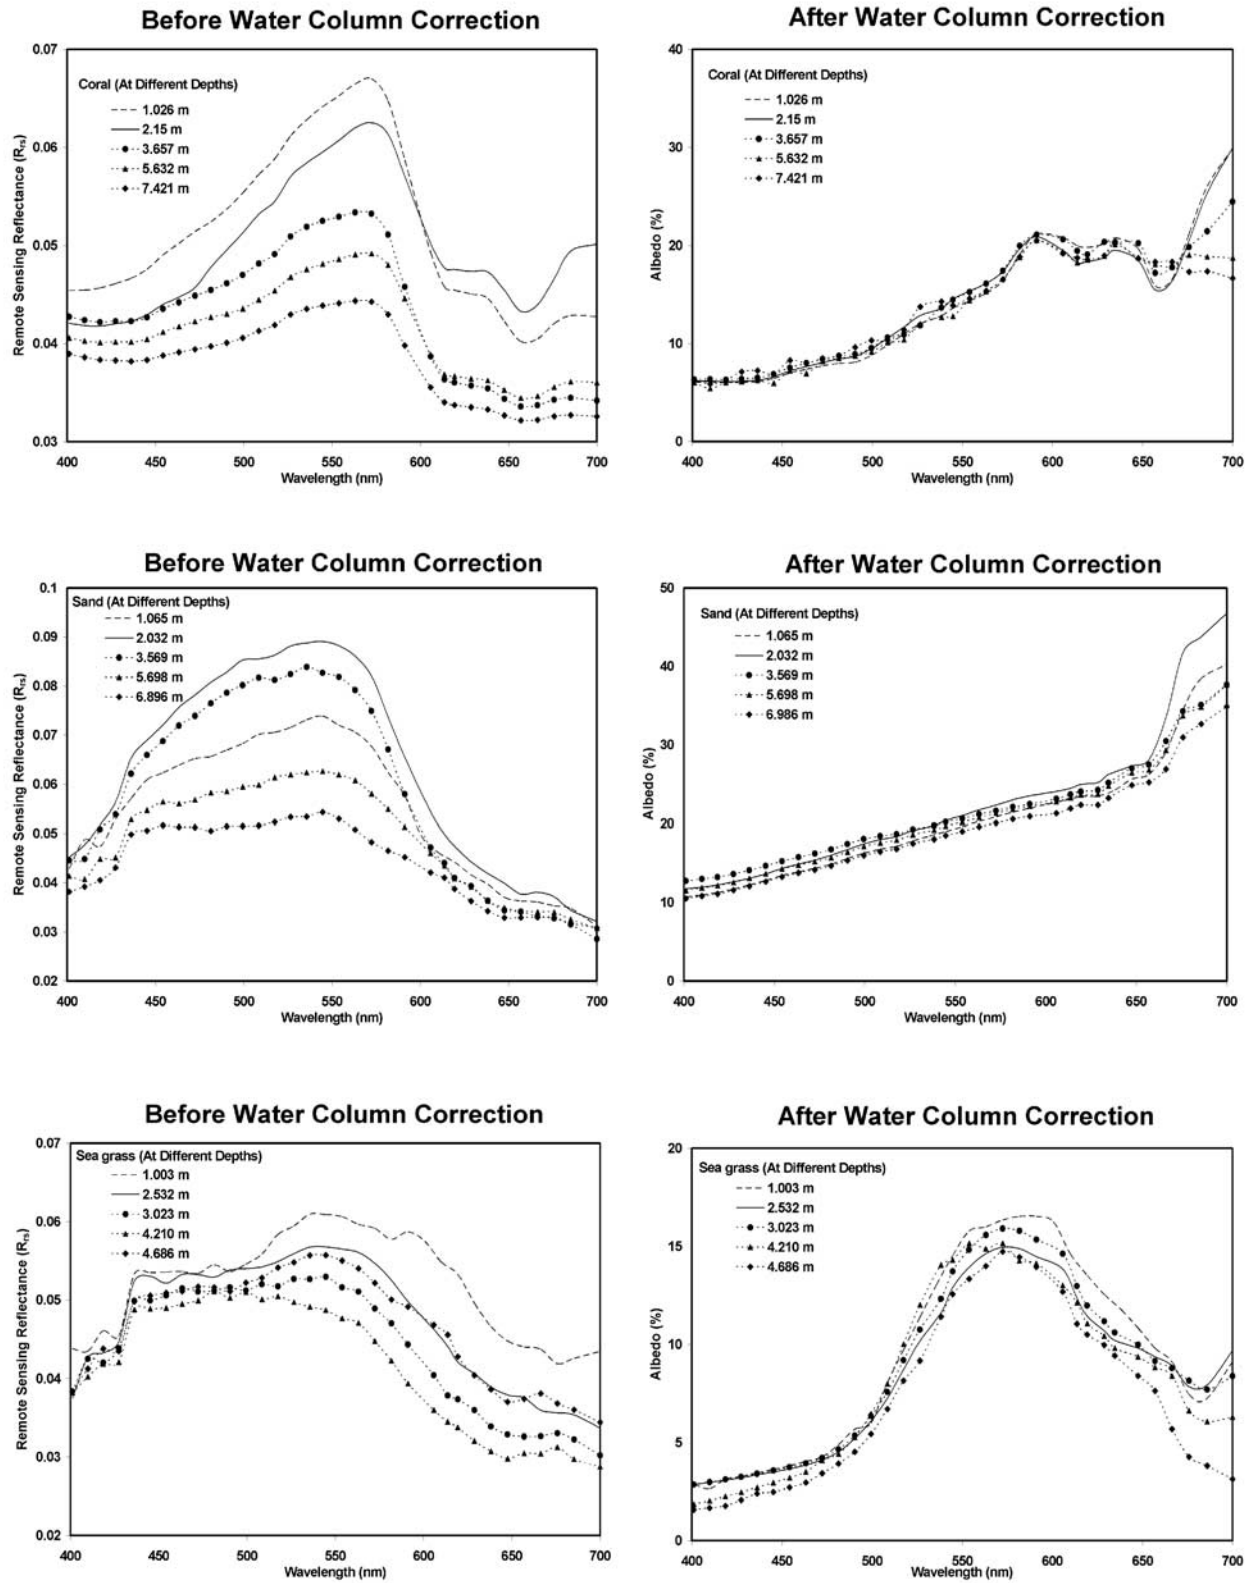 Before Water Column Correction
0.07
Coral (At Different Depths)
1.026 m
2.15 m
3.657 m
5.632 m
7.421 m
0.06
0.05
0.04
0.03
Remote Sensing Reflectance (Rrs)
400 450 500 550 600 650 700
Wavelength (nm)
After Water Column Correction
40
Coral (At Different Depths)
1.026 m
2.15 m
3.657 m
5.632 m
7.421 m
30
20
10
0
Albedo (%)
400 450 500 550 600 650 700
Wavelength (nm)
Before Water Column Correction
0.1
Sand (At Different Depths)
1.065 m
2.032 m
3.569 m
5.698 m
6.896 m
0.09
0.08
0.07
0.06
0.05
0.04
0.03
0.02
Remote Sensing Reflectance (Rrs)
400 450 500 550 600 650 700
Wavelength (nm)
After Water Column Correction
50
Sand (At Different Depths)
1.065 m
2.032 m
3.569 m
5.698 m
6.986 m
40
30
20
10
0
Albedo (%)
400 450 500 550 600 650 700
Wavelength (nm)
Before Water Column Correction
0.07
Sea grass (At Different Depths)
1.003 m
2.532 m
3.023 m
4.210 m
4.686 m
0.06
0.05
0.04
0.03
0.02
Remote Sensing Reflectance (Rrs)
400 450 500 550 600 650 700
Wavelength (nm)
After Water Column Correction
20
Sea grass (At Different Depths)
1.003 m
2.532 m
3.023 m
4.210 m
4.686 m
15
10
5
0
Albedo (%)
400 450 500 550 600 650 700
Wavelength (nm)